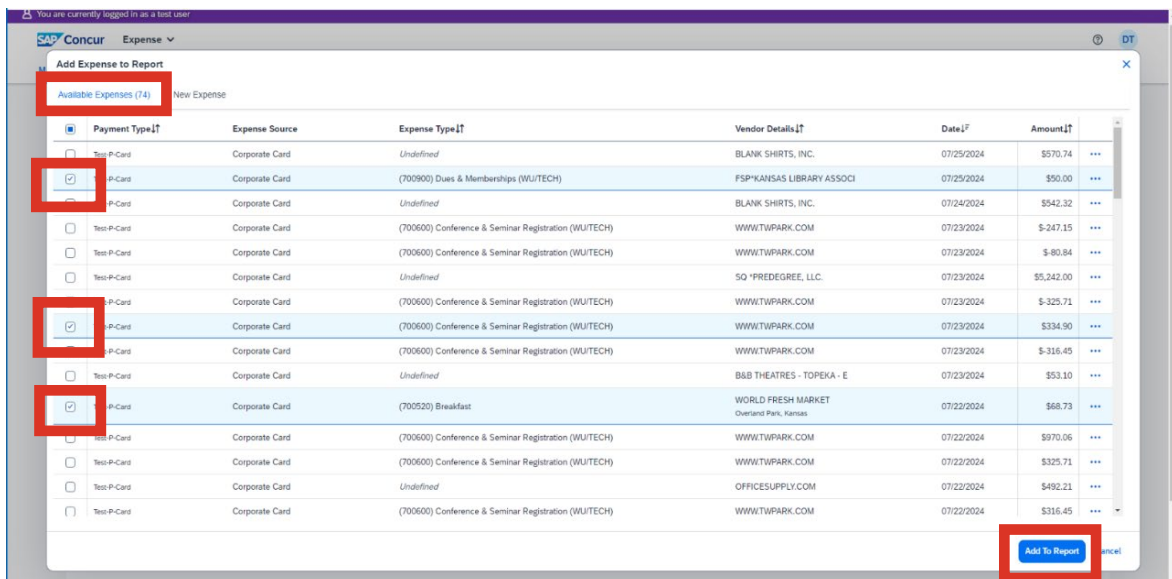 You are currently logged in as a test user
SAP Concur Expense DT
Add Expense to Report
Available Expenses (74) New Expense
Payment Type Expense Source Expense Type Vendor Details Date Amount
Test-P-Card Corporate Card Undefined BLANK SHIRTS, INC. 07/25/2024 $570.74
P-Card Corporate Card (700900) Dues & Memberships (WU/TECH) FSP*KANSAS LIBRARY ASSOCI 07/25/2024 $50.00
Corporate Card Undefined BLANK SHIRTS, INC. 07/24/2024 $542.32
Test-P-Card Corporate Card (700600) Conference & Seminar Registration (WU/TECH) WWW.TWPARK.COM 07/23/2024 $-247.15
Test-P-Card Corporate Card (700600) Conference & Seminar Registration (WU/TECH) WWW.TWPARK.COM 07/23/2024 $-80.84
Test-P-Card Corporate Card Undefined SQ *PREDEGREE, LLC. 07/23/2024 $5,242.00
P-Card Corporate Card (700600) Conference & Seminar Registration (WU/TECH) WWW.TWPARK.COM 07/23/2024 $-325.71
P-Card Corporate Card (700600) Conference & Seminar Registration (WU/TECH) WWW.TWPARK.COM 07/23/2024 $334.90
P-Card Corporate Card (700600) Conference & Seminar Registration (WU/TECH) WWW.TWPARK.COM 07/23/2024 $-316.45
Test-P-Card Corporate Card Undefined B&B THEATRES - TOPEKA - E 07/23/2024 $53.10
P-Card Corporate Card (700520) Breakfast WORLD FRESH MARKET 07/22/2024 $68.73
Overland Park, Kansas
Test-P-Card Corporate Card (700600) Conference & Seminar Registration (WU/TECH) WWW.TWPARK.COM 07/22/2024 $970.06
Test-P-Card Corporate Card (700600) Conference & Seminar Registration (WU/TECH) WWW.TWPARK.COM 07/22/2024 $325.71
Test-P-Card Corporate Card Undefined OFFICESUPPLY.COM 07/22/2024 $492.21
Test-P-Card Corporate Card (700600) Conference & Seminar Registration (WU/TECH) WWW.TWPARK.COM 07/22/2024 $316.45
Add To Report